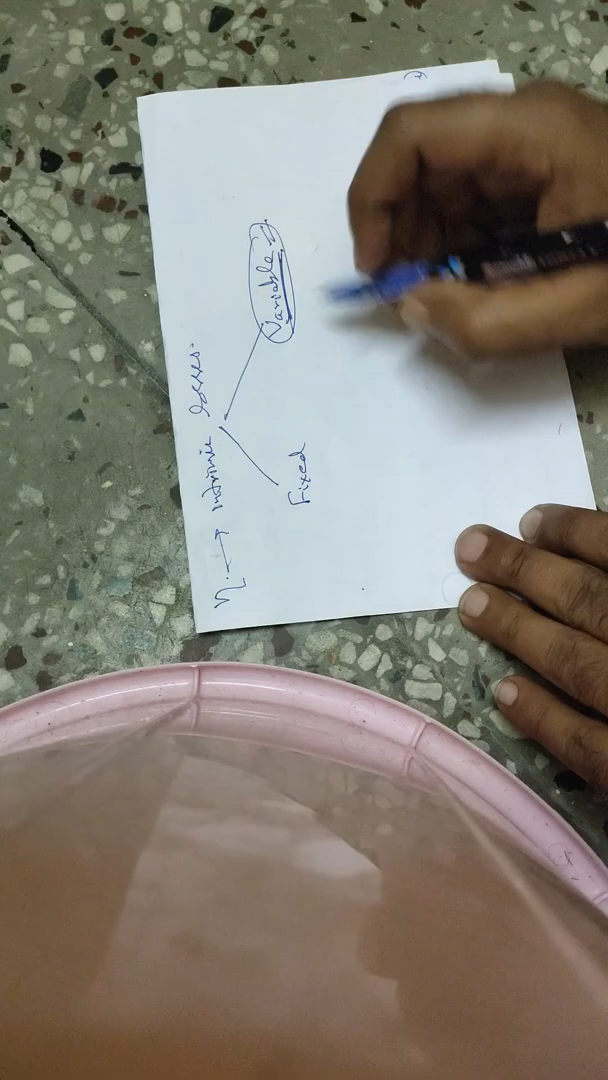 η. → intrinsic losses.
Fixed
Variable